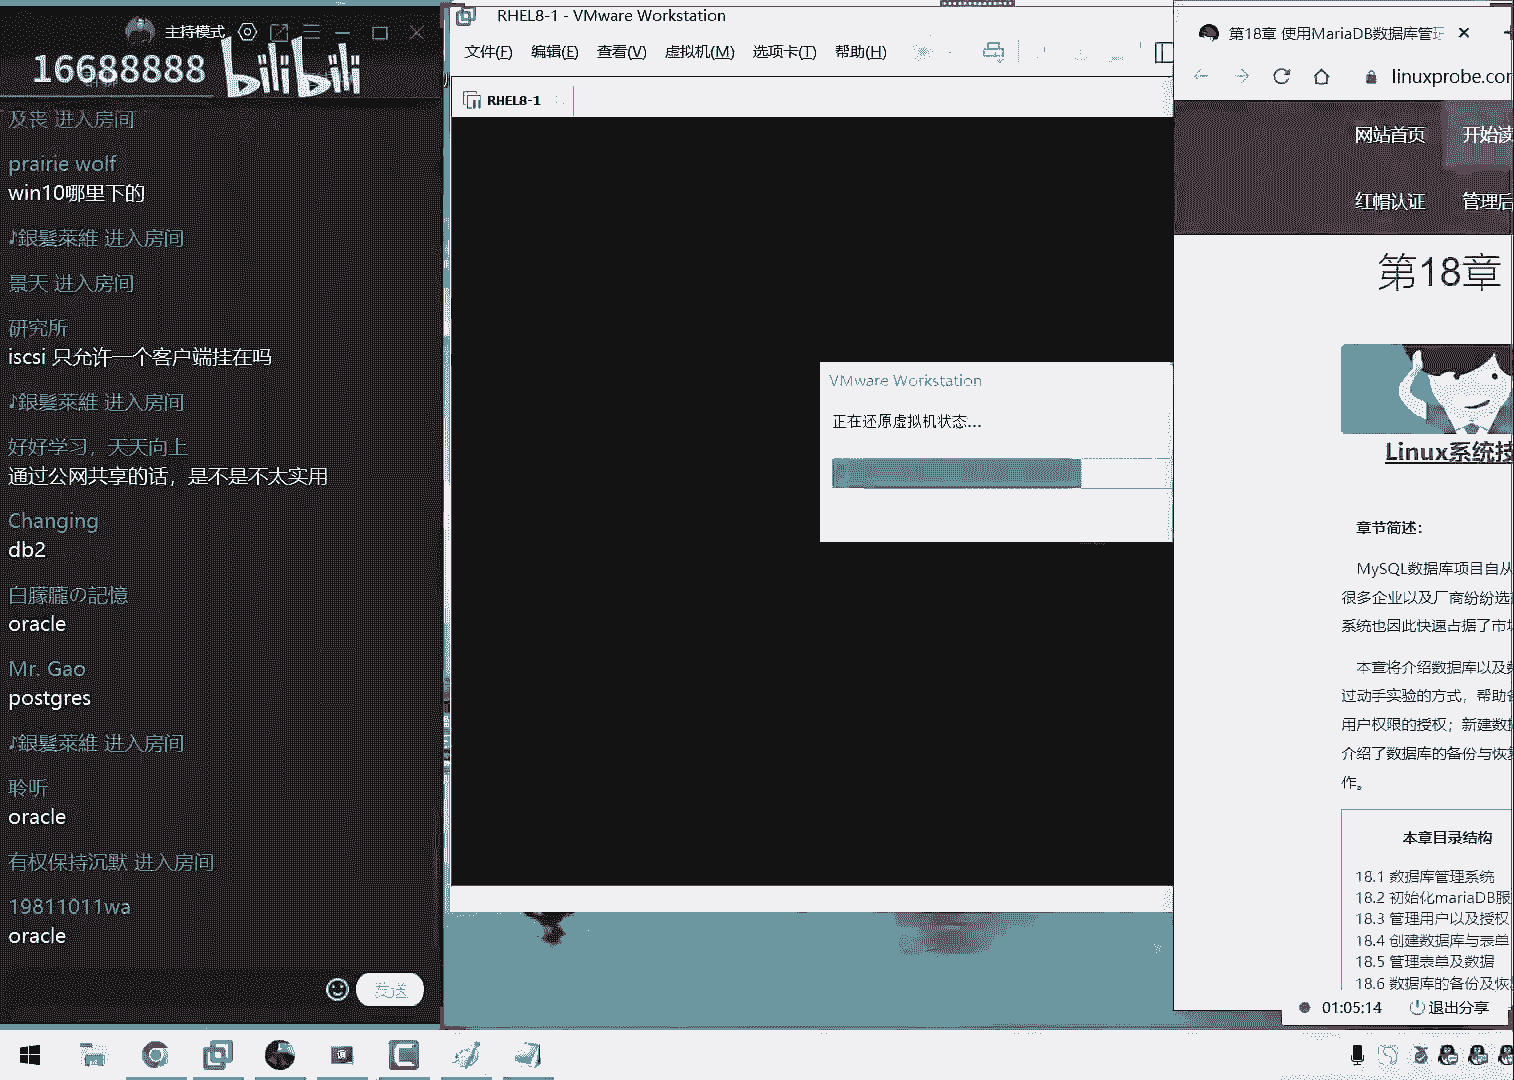 主持模式
16688888
bilibili
及丧 进入房间
prairie wolf
win10哪里下的
♪銀髮萊維 进入房间
景天 进入房间
研究所
iscsi 只允许一个客户端挂在吗
♪銀髮萊維 进入房间
好好学习，天天向上
通过公网共享的话，是不是不太实用
Changing
db2
白朦朧の記憶
oracle
Mr. Gao
postgres
♪銀髮萊維 进入房间
聆听
oracle
有权保持沉默 进入房间
19811011wa
oracle
发送
RHEL8-1 - VMware Workstation
文件(F) 编辑(E) 查看(V) 虚拟机(M) 选项卡(T) 帮助(H)
RHEL8-1
VMware Workstation
正在还原虚拟机状态...
第18章 使用MariaDB数据库管理
linuxprobe.com
网站首页 开始读
红帽认证 管理后
第18章
Linux系统技
章节简述：
MySQL数据库项目自从
很多企业以及厂商纷纷选
系统也因此快速占据了市场
本章将介绍数据库以及数
过动手实验的方式，帮助各
用户权限的授权；新建数据
介绍了数据库的备份与恢复
作。
本章目录结构
18.1 数据库管理系统
18.2 初始化mariaDB服
18.3 管理用户以及授权
18.4 创建数据库与表单
18.5 管理表单及数据
18.6 数据库的备份及恢复
01:05:14 退出分享